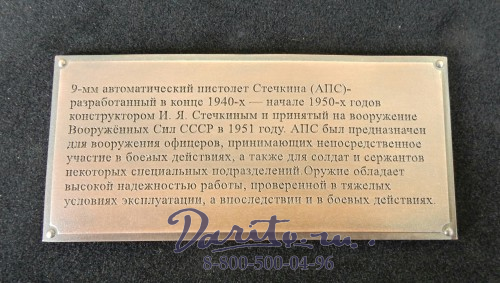 9-мм автоматический пистолет Стечкина (АПС)-
разработанный в конце 1940-х — начале 1950-х годов
конструктором И. Я. Стечкиным и принятый на вооружение
Вооружённых Сил СССР в 1951 году. АПС был предназначен
для вооружения офицеров, принимающих непосредственное
участие в боевых действиях, а также для солдат и сержантов
некоторых специальных подразделений.Оружие обладает
высокой надежностью работы, проверенной в тяжелых
условиях эксплуатации, а впоследствии и в боевых действиях.
Darito.ru
8-800-500-04-96